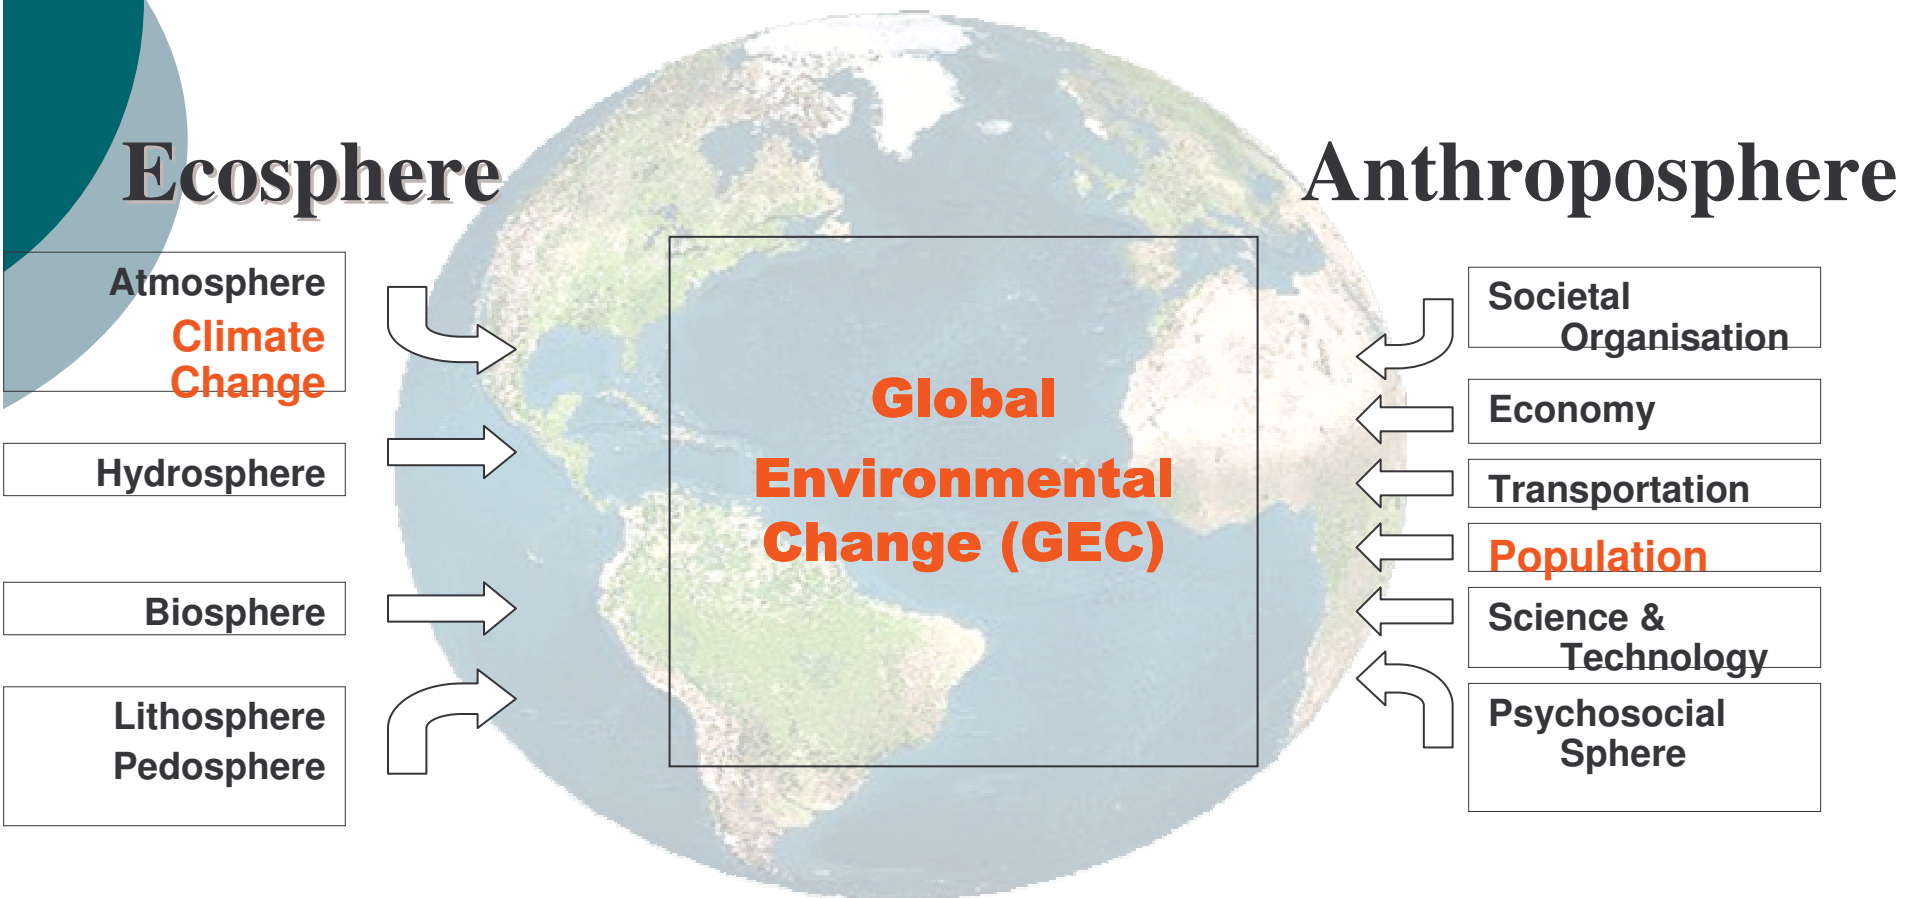 Ecosphere
Anthroposphere
Atmosphere
Climate
Change
Hydrosphere
Biosphere
Lithosphere
Pedosphere
Global
Environmental
Change (GEC)
Societal
Organisation
Economy
Transportation
Population
Science &
Technology
Psychosocial
Sphere